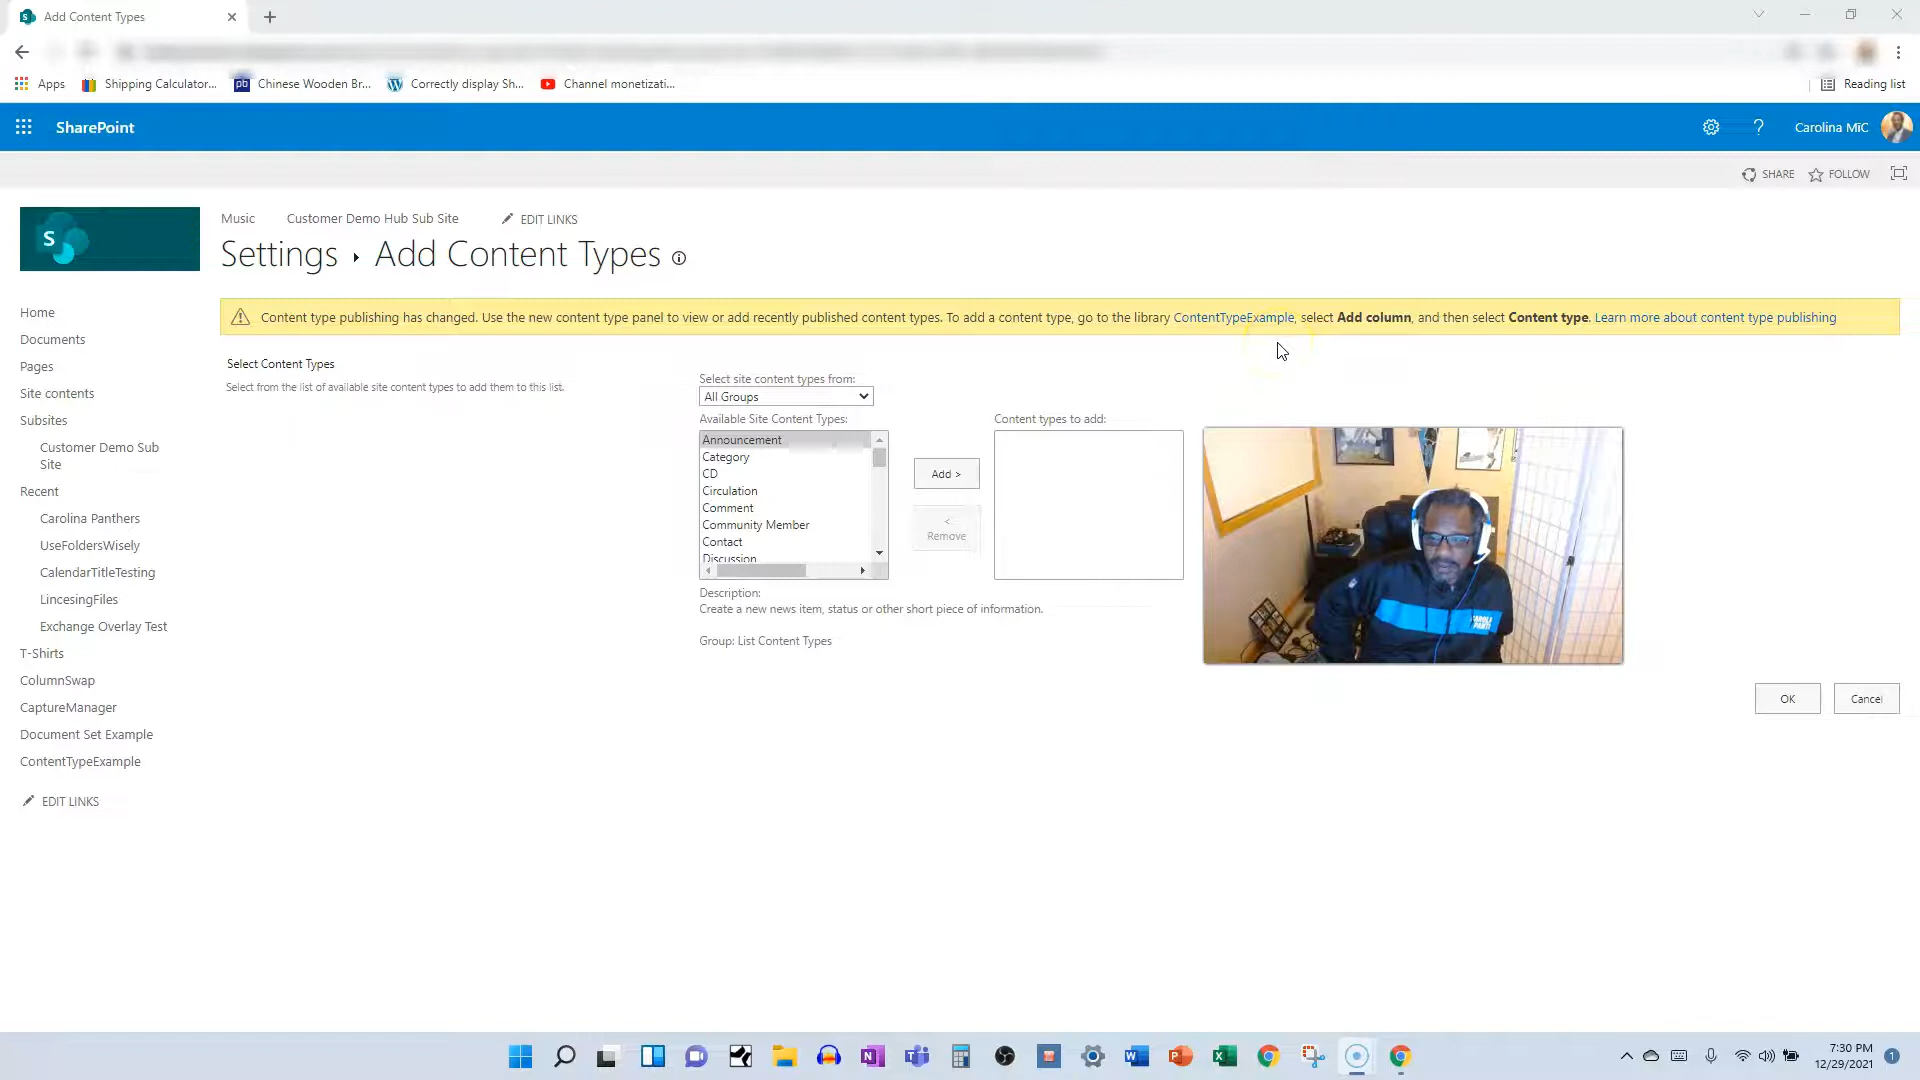 Add Content Types
Apps
Shipping Calculator...
Chinese Wooden Br...
Correctly display Sh...
Channel monetizati...
Reading list
SharePoint
?
Carolina MiC
SHARE
FOLLOW
S
Music
Customer Demo Hub Sub Site
EDIT LINKS
Settings ▸ Add Content Types
Content type publishing has changed. Use the new content type panel to view or add recently published content types. To add a content type, go to the library ContentTypeExample, select Add column, and then select Content type. Learn more about content type publishing
Home
Documents
Pages
Site contents
Subsites
Customer Demo Sub
Site
Recent
Carolina Panthers
UseFoldersWisely
CalendarTitleTesting
LincesingFiles
Exchange Overlay Test
T-Shirts
ColumnSwap
CaptureManager
Document Set Example
ContentTypeExample
EDIT LINKS
Select Content Types
Select from the list of available site content types to add them to this list.
Select site content types from:
All Groups
Available Site Content Types:
Announcement
Category
CD
Circulation
Comment
Community Member
Contact
Discussion
Add >
<
Remove
Content types to add:
Description:
Create a new news item, status or other short piece of information.
Group: List Content Types
OK
Cancel
7:30 PM
12/29/2021
1